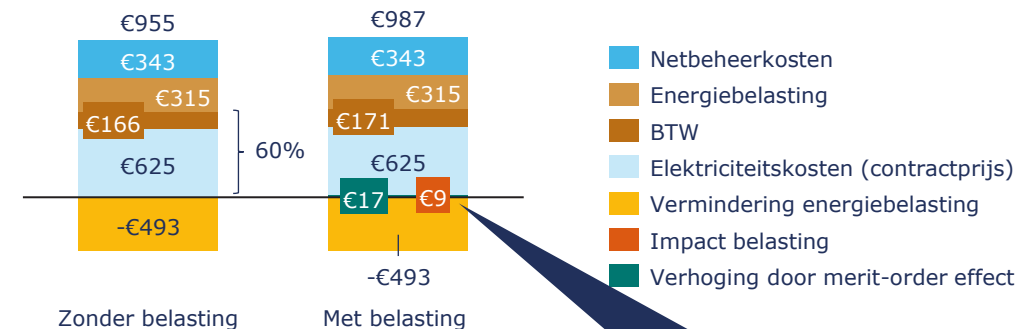 €955
€343
€315
€166
€625
60%
-€493
Zonder belasting
€987
€343
€315
€171
€625
€17
€9
-€493
Met belasting
Netbeheerkosten
Energiebelasting
BTW
Elektriciteitskosten (contractprijs)
Vermindering energiebelasting
Impact belasting
Verhoging door merit-order effect